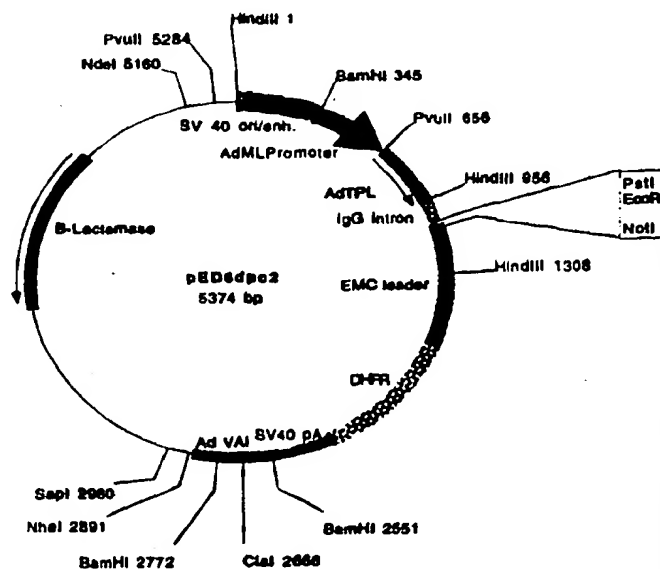 HindIII 1
PvuII 5284
NdeI 5160
BamHI 345
SV 40 ori/enh.
PvuII 656
AdMLPromoter
HindIII 956
PstI
EcoR
AdTPL
IgG Intron
NotI
B-Lactamase
HindIII 1308
pED6dpc2
EMC leader
5374 bp
DHFR
Ad VAI
SV40 pA
SapI 2960
NheI 2891
BamHI 2551
BamHI 2772
ClaI 2666